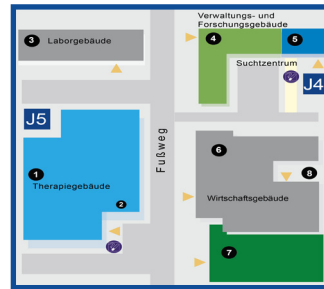 Verwaltungs- und
Forschungsgebäude
3 Laborgebäude
4
5
Suchtzentrum
J4
J5
Fußweg
6
1
Therapiegebäude
8
2
Wirtschaftsgebäude
7